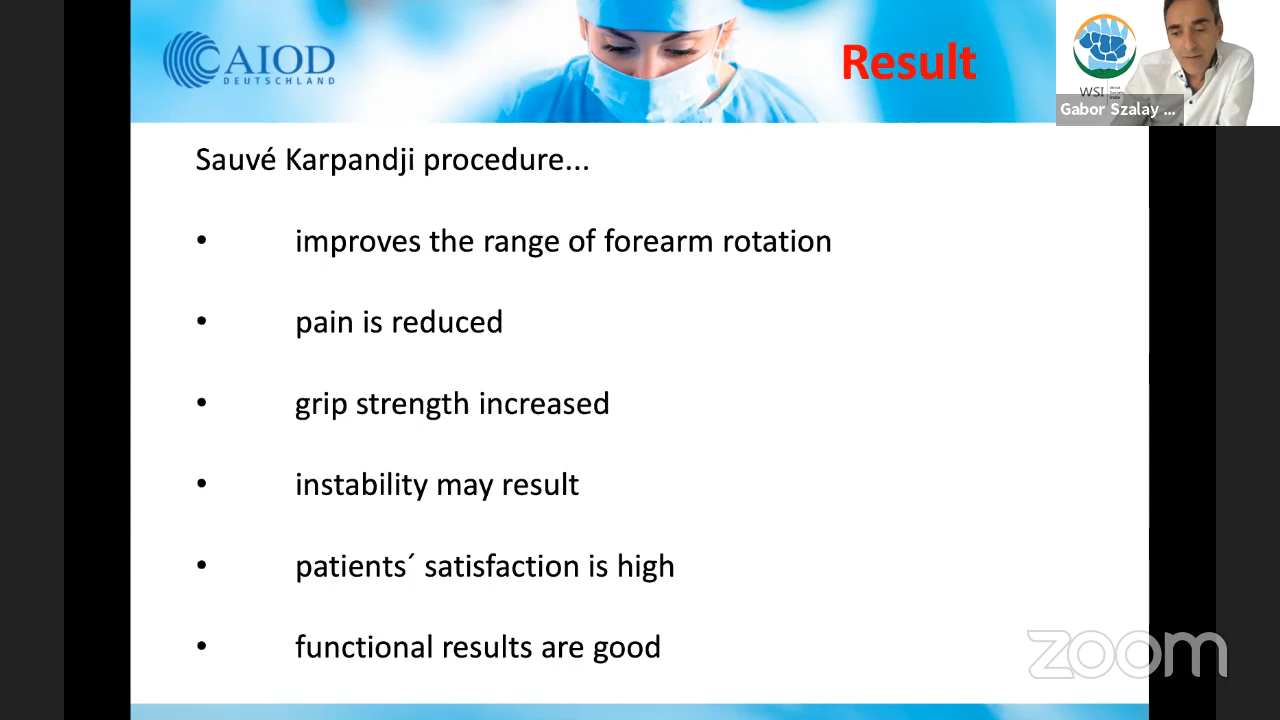 CAIOD
DEUTSCHLAND
Result
WSI
Gabor Szalay ...
Sauvé Karpandji procedure...
• improves the range of forearm rotation
• pain is reduced
• grip strength increased
• instability may result
• patients´ satisfaction is high
• functional results are good
zoom